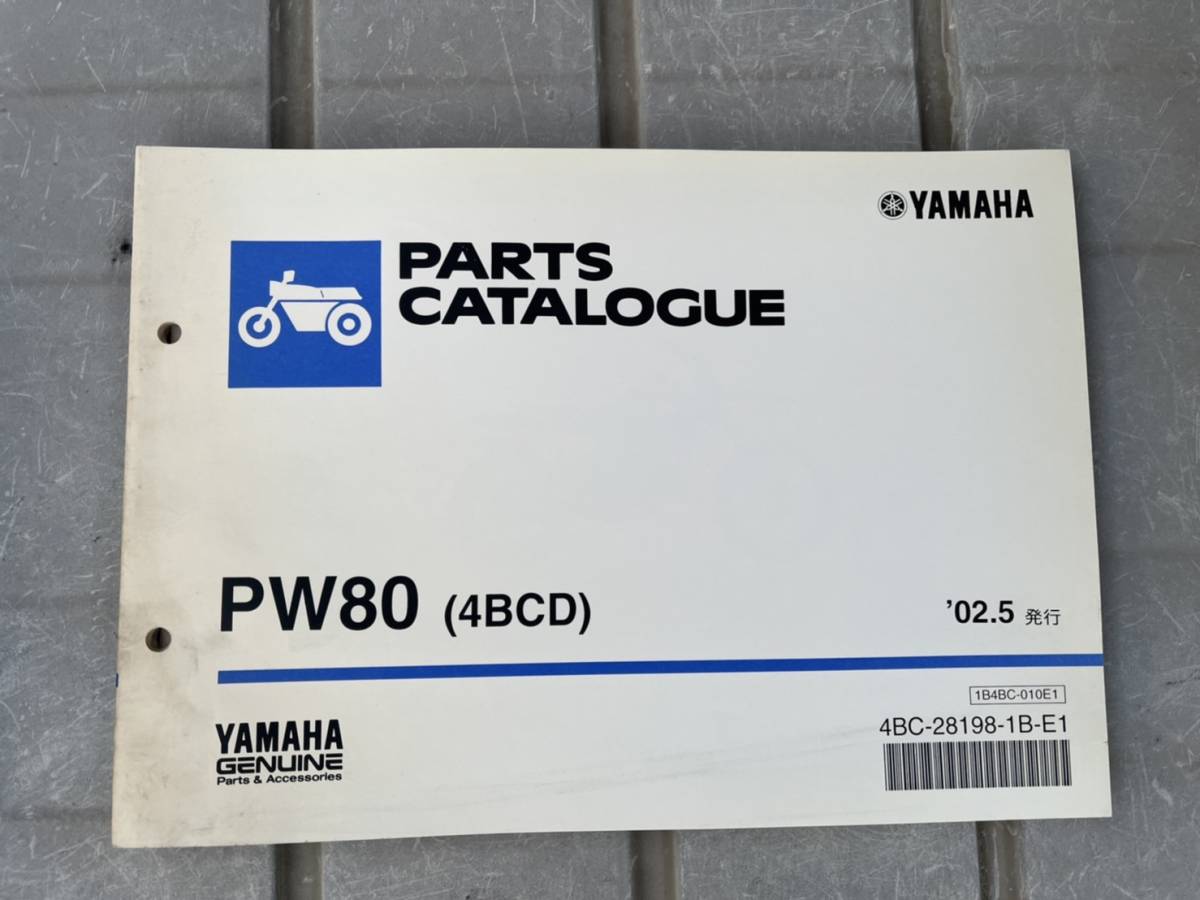 YAMAHA
PARTS
CATALOGUE
PW80 (4BCD)
'02.5 発行
1B4BC-010E1
4BC-28198-1B-E1
YAMAHA
GENUINE
Parts & Accessories